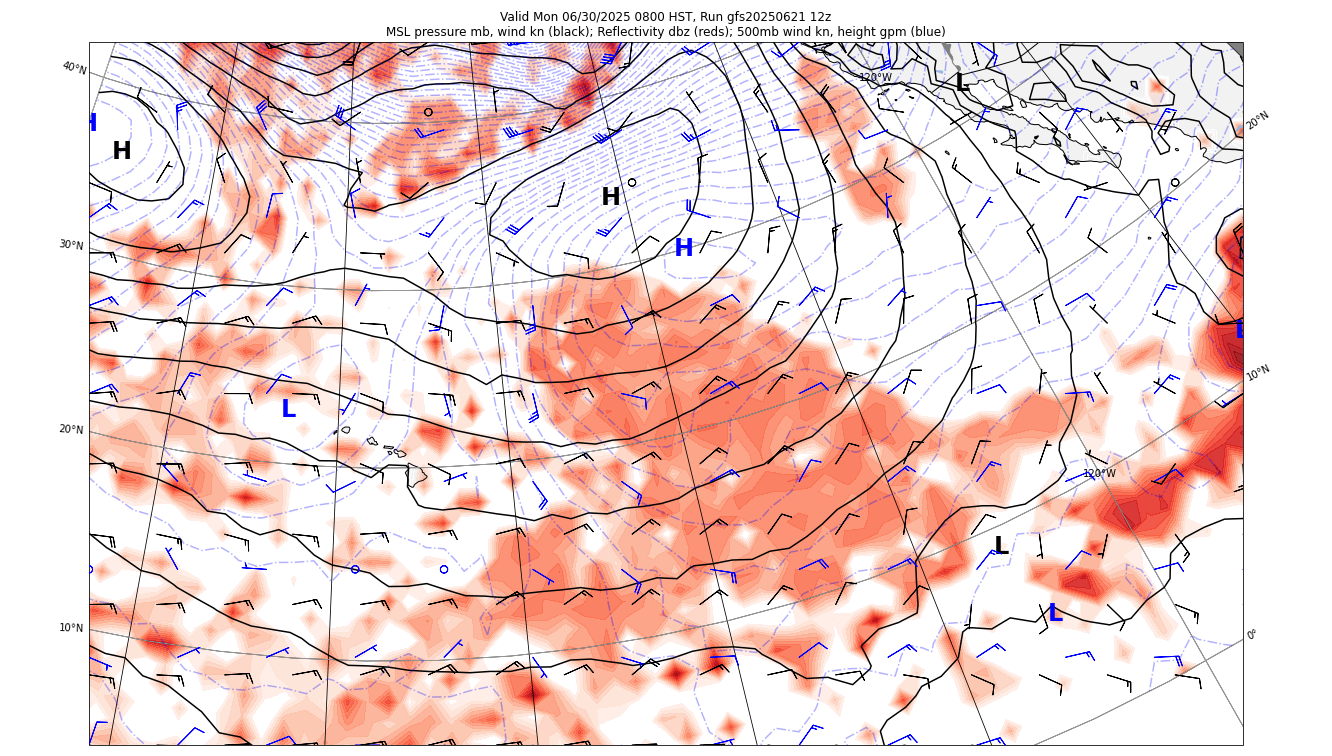 Valid Mon 06/30/2025 0800 HST, Run gfs20250621 12z
MSL pressure mb, wind kn (black); Reflectivity dbz (reds); 500mb wind kn, height gpm (blue)
40°N
120°W
L
20°N
H
H
H
30°N
H
L
10°N
L
20°N
120°W
L
L
10°N
0°